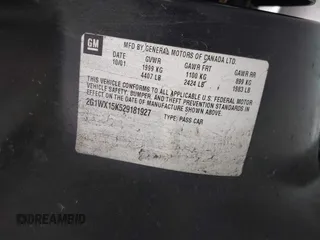 GM
MFD BY GENERAL MOTORS OF CANADA LTD.
DATE GVWR GAWR FRT GAWR RR
10/01 1999 KG 1100 KG 899 KG
4407 LB 2424 LB 1983 LB
THIS VEHICLE CONFORMS TO ALL APPLICABLE U.S. FEDERAL MOTOR
VEHICLE SAFETY, BUMPER, AND THEFT PREVENTION STANDARDS IN
EFFECT ON THE DATE OF MANUFACTURE SHOWN ABOVE.
2G1WX15K529181927 TYPE: PASS CAR
© DREAMBID